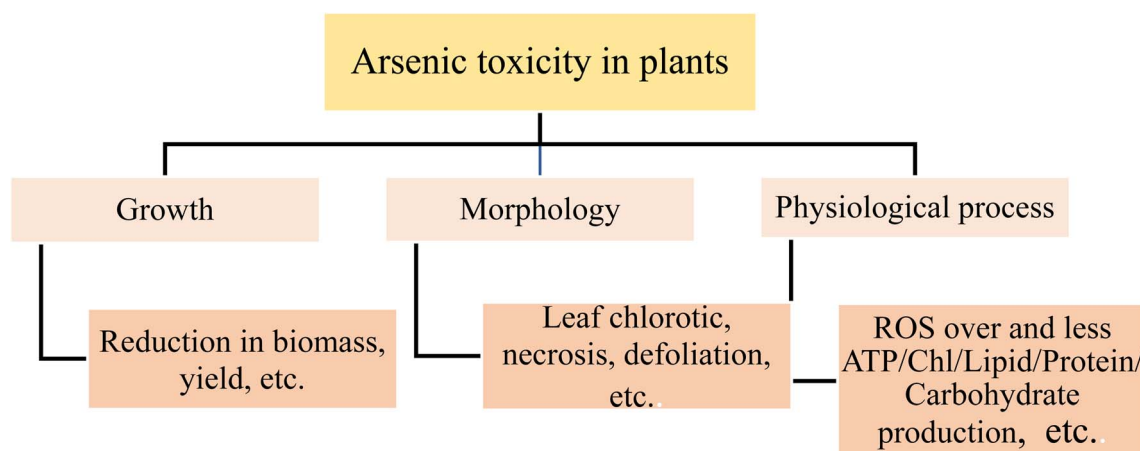 Arsenic toxicity in plants
Growth
Morphology
Physiological process
Reduction in biomass,
yield, etc.
Leaf chlorotic,
necrosis, defoliation,
etc..
ROS over and less
ATP/Chl/Lipid/Protein/
Carbohydrate
production, etc..